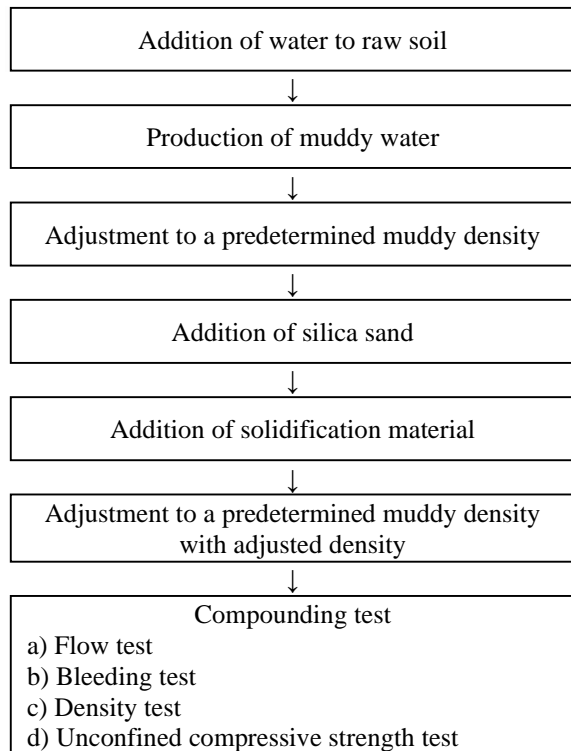 Addition of water to raw soil
↓
Production of muddy water
↓
Adjustment to a predetermined muddy density
↓
Addition of silica sand
↓
Addition of solidification material
↓
Adjustment to a predetermined muddy density
with adjusted density
↓
Compounding test
a) Flow test
b) Bleeding test
c) Density test
d) Unconfined compressive strength test